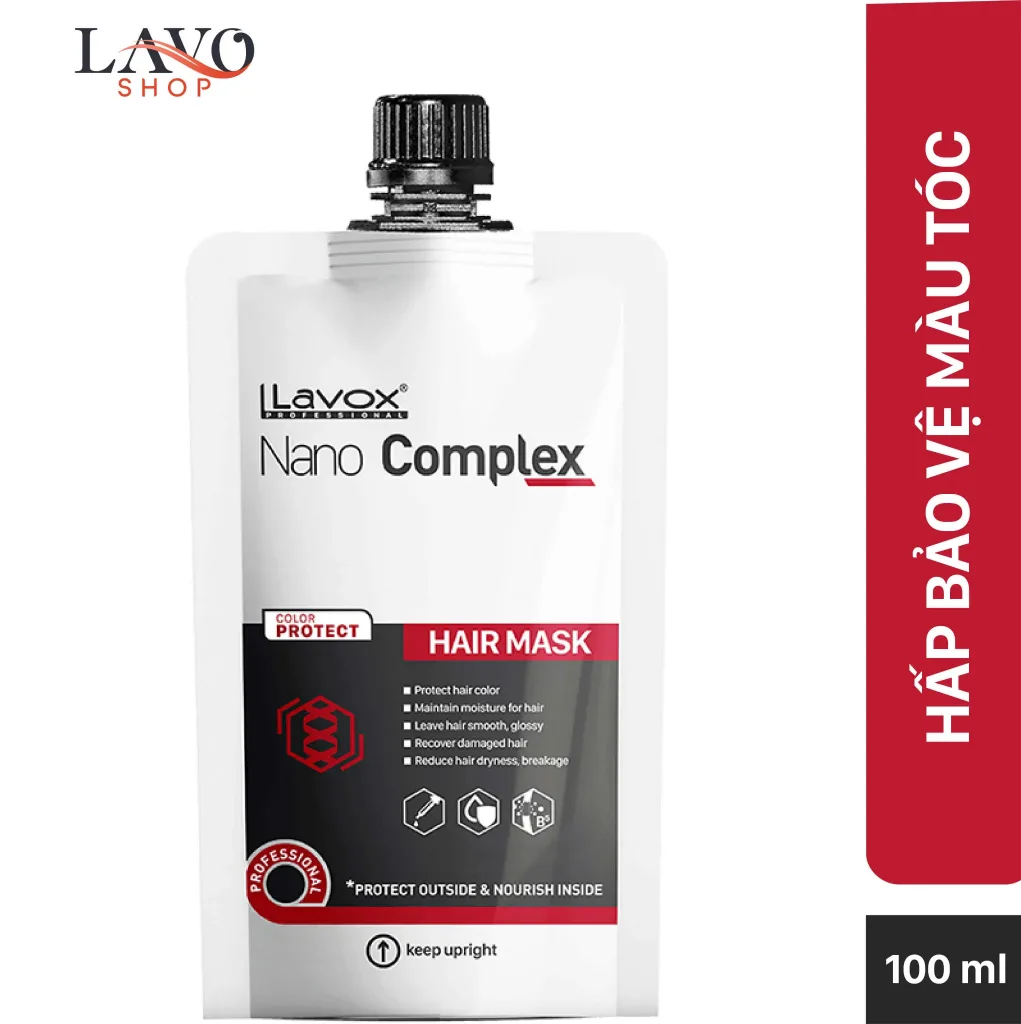 LAVO
SHOP
LLavox®
PROFESSIONAL
Nano Complex
COLOR
PROTECT
HAIR MASK
Protect hair color
Maintain moisture for hair
Leave hair smooth, glossy
Recover damaged hair
Reduce hair dryness, breakage
B5
PROFESSIONAL
*PROTECT OUTSIDE & NOURISH INSIDE
keep upright
HẤP BẢO VỆ MÀU TÓC
100 ml